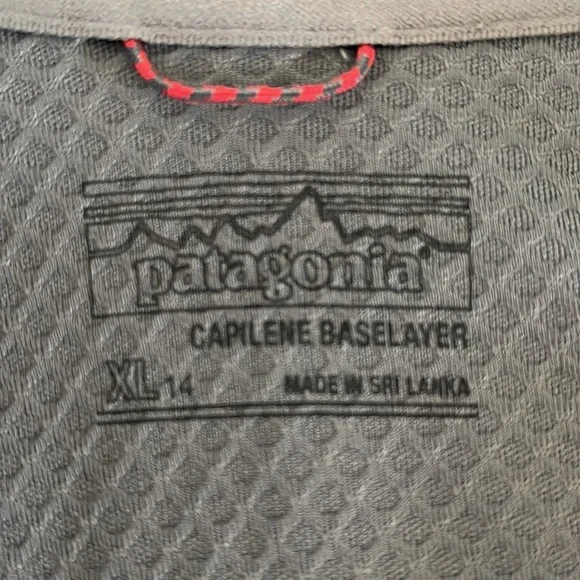 patagonia®
CAPILENE BASELAYER
XL 14 MADE IN SRI LANKA